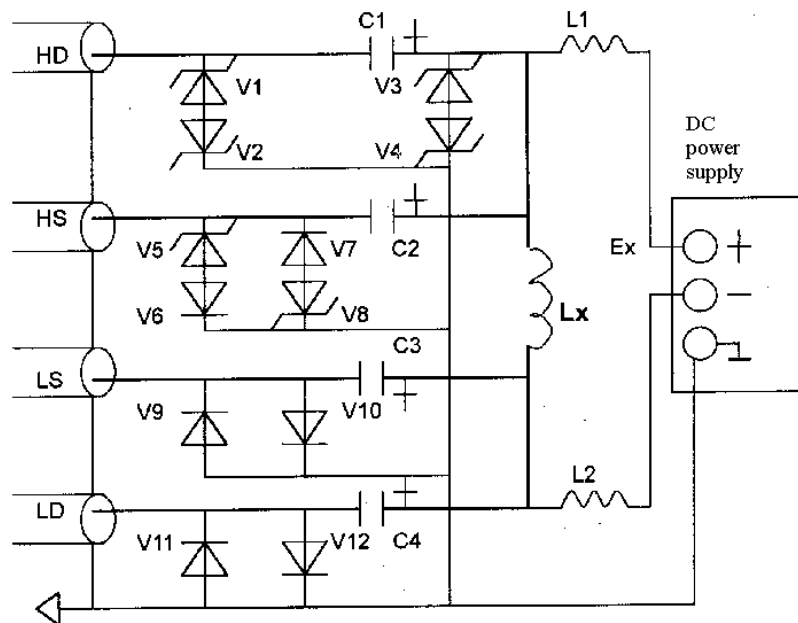 C1
L1
HD
V1
V3
V2
V4
DC
power
supply
HS
V5
V7
C2
Ex
+
V6
V8
Lx
−
C3
LS
V9
V10
L2
LD
V11
V12
C4